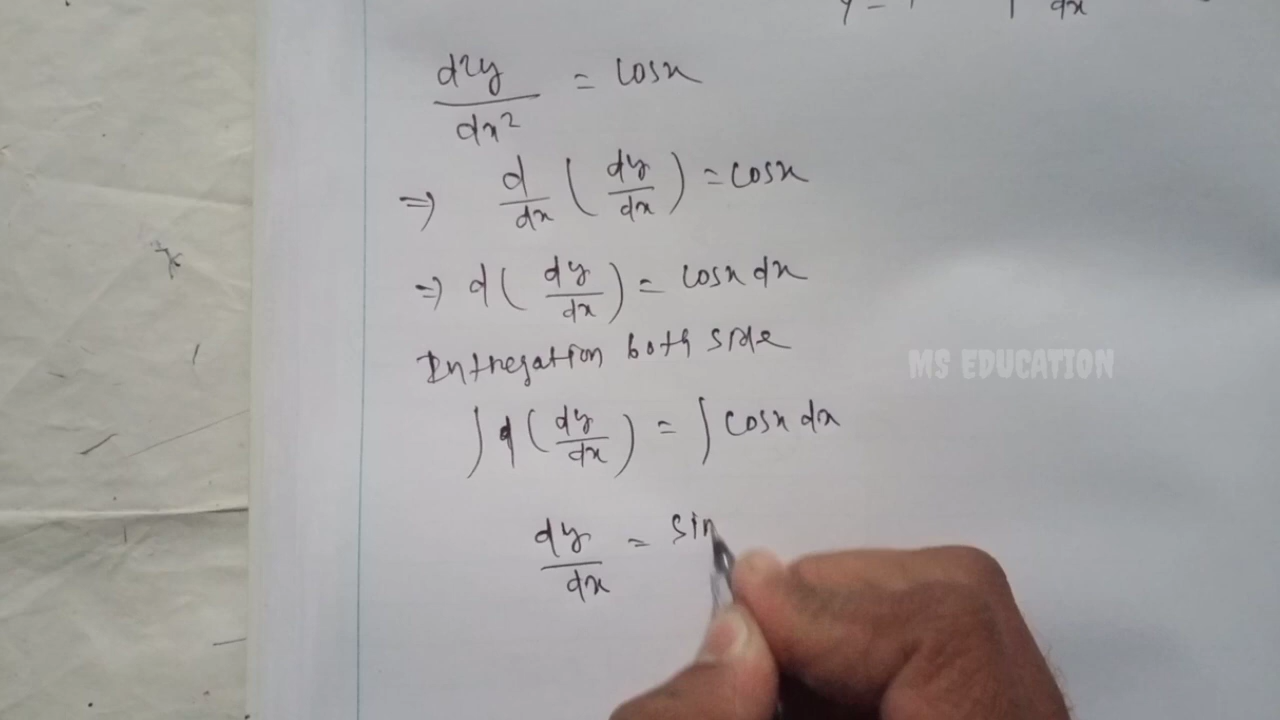 d²y/dx² = cosx
⇒ d/dx (dy/dx) = cosx
⇒ d(dy/dx) = cosx dx
Intregation both side
∫d(dy/dx) = ∫cosx dx
dy/dx = sin
MS EDUCATION